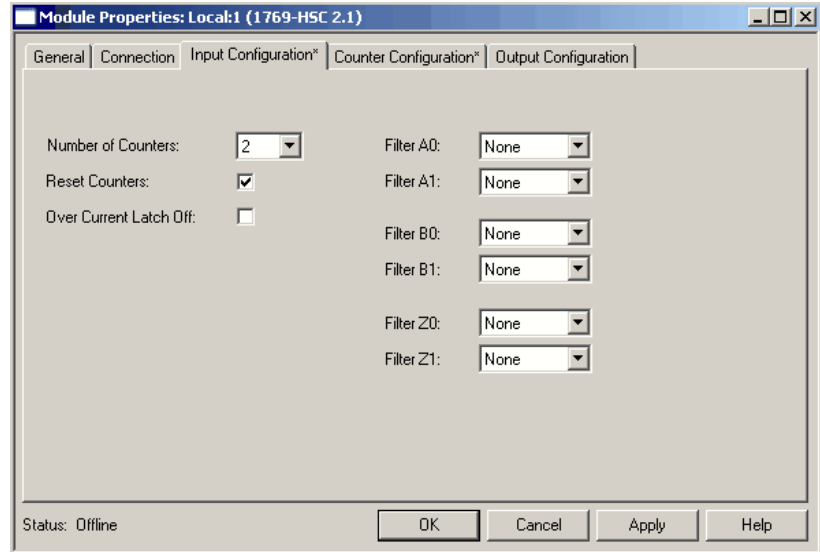 Module Properties: Local:1 (1769-HSC 2.1)
General Connection Input Configuration* Counter Configuration* Output Configuration
Number of Counters: 2 Filter A0: None
Reset Counters: Filter A1: None
Over Current Latch Off:
Filter B0: None
Filter B1: None
Filter Z0: None
Filter Z1: None
Status: Offline OK Cancel Apply Help